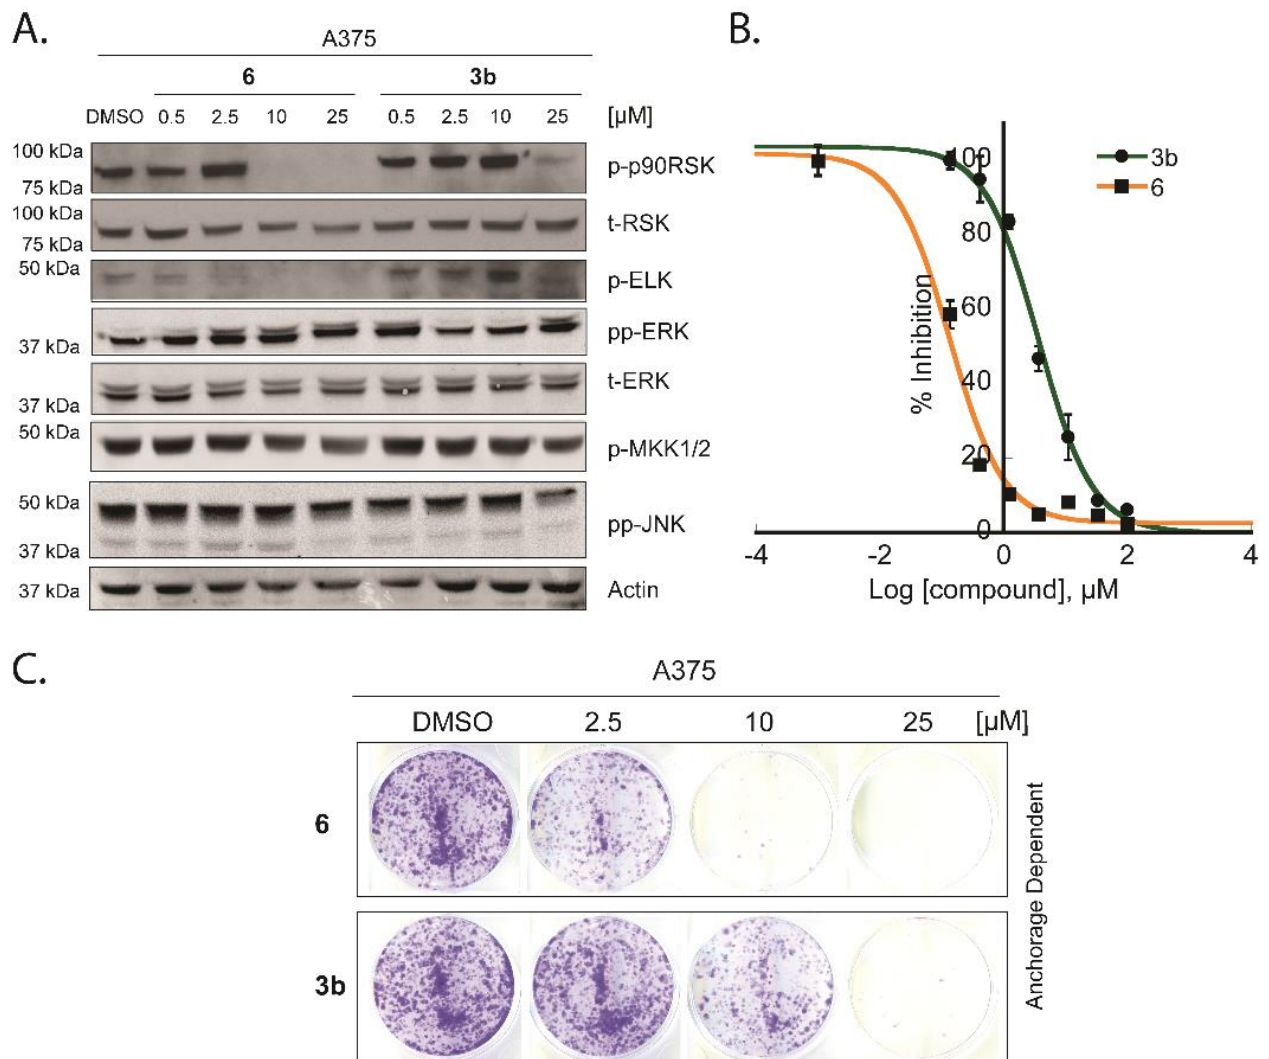 A.
A375
6 3b
DMSO 0.5 2.5 10 25 0.5 2.5 10 25 [µM]
100 kDa
75 kDa
p-p90RSK
100 kDa
75 kDa
t-RSK
50 kDa
p-ELK
pp-ERK
37 kDa
t-ERK
37 kDa
50 kDa
p-MKK1/2
50 kDa
pp-JNK
37 kDa
37 kDa
Actin
B.
3b
6
100
80
60
40
20
0
% Inhibition
-4 -2 0 2 4
Log [compound], µM
C.
A375
DMSO 2.5 10 25 [µM]
6
3b
Anchorage Dependent